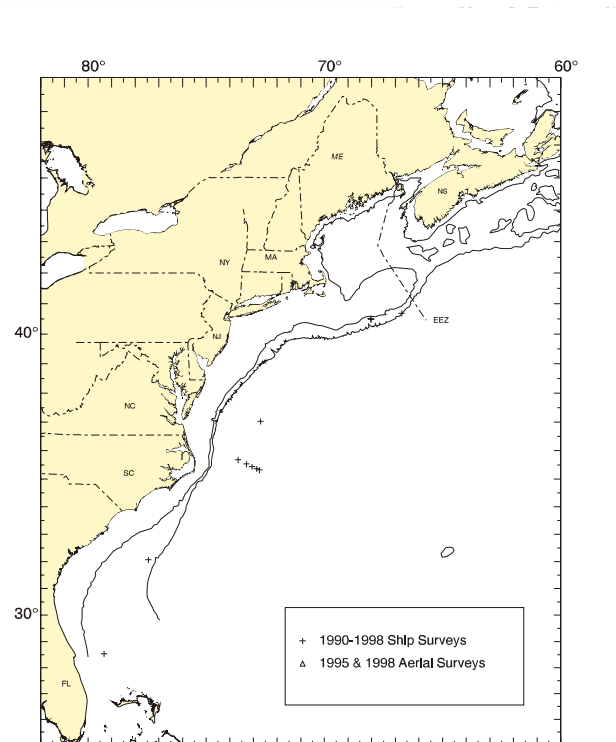 80° 70° 60°
ME
NS
NY MA
EEZ
40°
NJ
NC
SC
30°
+ 1990-1998 Ship Surveys
△ 1995 & 1998 Aerial Surveys
FL